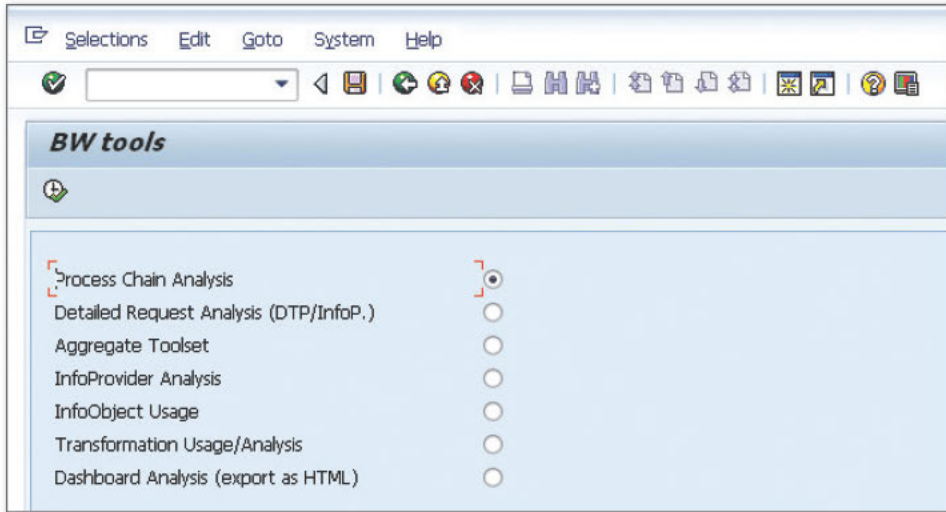 Selections Edit Goto System Help
BW tools
Process Chain Analysis
Detailed Request Analysis (DTP/InfoP.)
Aggregate Toolset
InfoProvider Analysis
InfoObject Usage
Transformation Usage/Analysis
Dashboard Analysis (export as HTML)